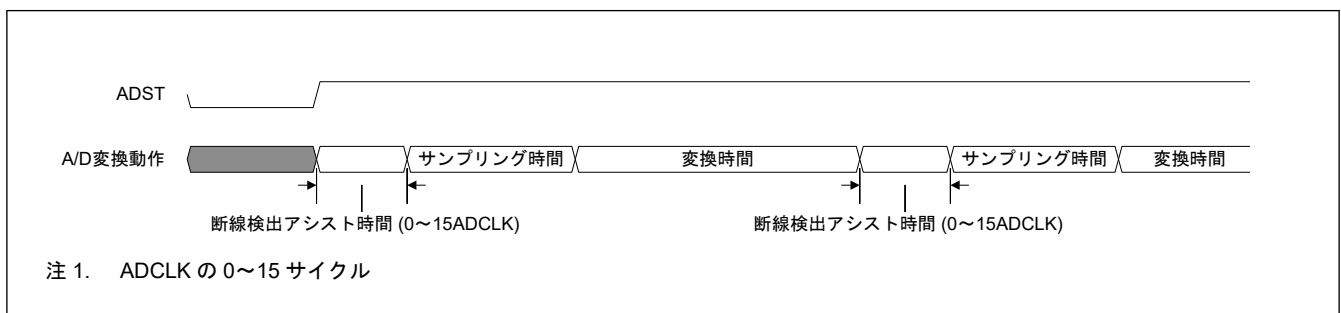 ADST
A/D変換動作
サンプリング時間
変換時間
サンプリング時間
変換時間
断線検出アシスト時間 (0～15ADCLK)
断線検出アシスト時間 (0～15ADCLK)
注 1. ADCLK の 0～15 サイクル